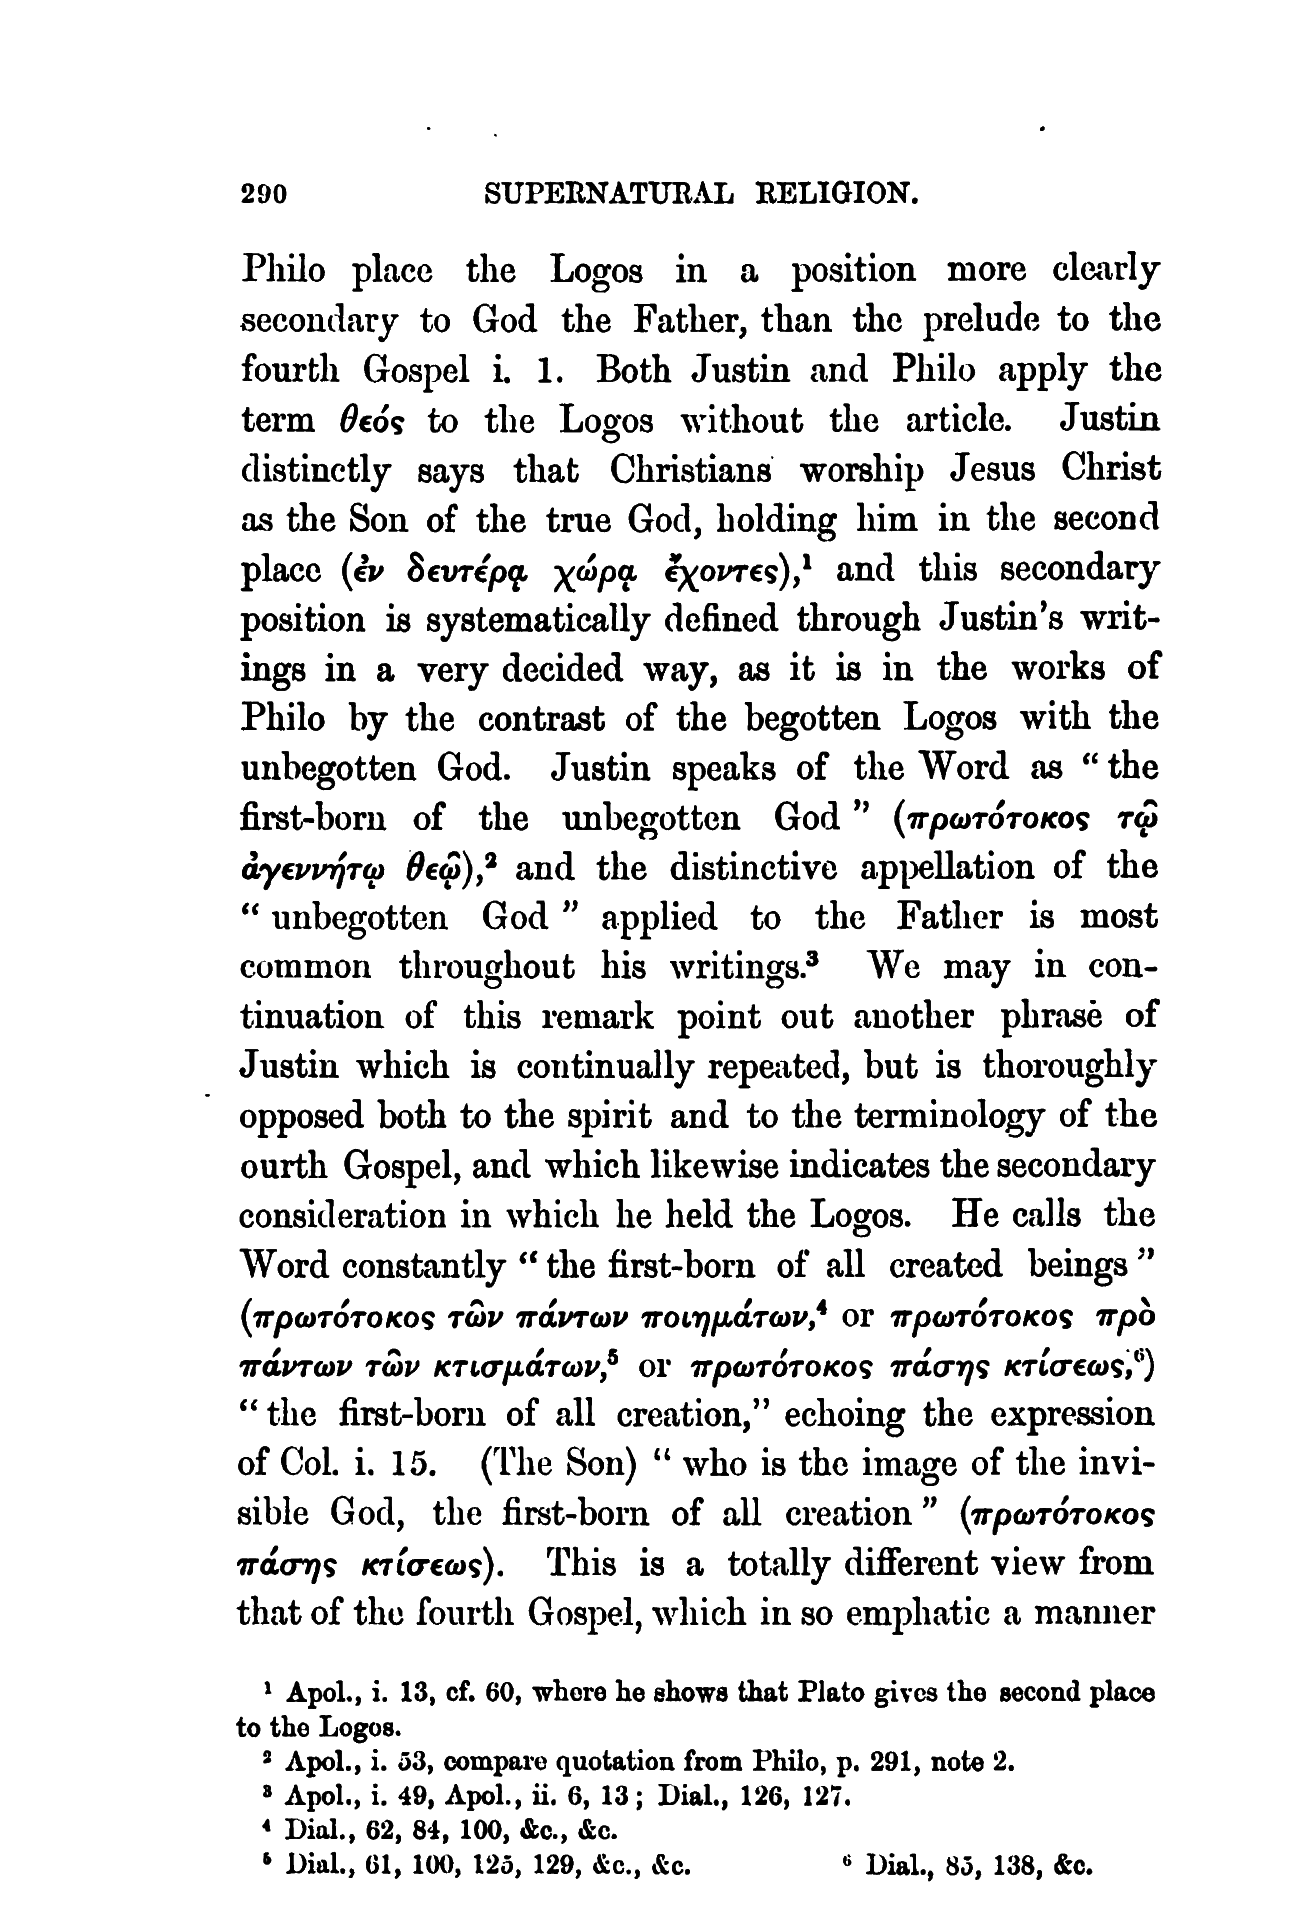 290 SUPERNATURAL RELIGION.
Philo place the Logos in a position more clearly
secondary to God the Father, than the prelude to the
fourth Gospel i. 1. Both Justin and Philo apply the
term θεός to the Logos without the article. Justin
distinctly says that Christians worship Jesus Christ
as the Son of the true God, holding him in the second
place (ἐν δευτέρᾳ χώρᾳ ἔχοντες),¹ and this secondary
position is systematically defined through Justin's writ-
ings in a very decided way, as it is in the works of
Philo by the contrast of the begotten Logos with the
unbegotten God. Justin speaks of the Word as “the
first-born of the unbegotten God” (πρωτότοκος τῷ
ἀγεννήτῳ θεῷ),² and the distinctive appellation of the
“unbegotten God” applied to the Father is most
common throughout his writings.³ We may in con-
tinuation of this remark point out another phrase of
Justin which is continually repeated, but is thoroughly
opposed both to the spirit and to the terminology of the
ourth Gospel, and which likewise indicates the secondary
consideration in which he held the Logos. He calls the
Word constantly “the first-born of all created beings”
(πρωτότοκος τῶν πάντων ποιημάτων,⁴ or πρωτότοκος πρὸ
πάντων τῶν κτισμάτων,⁵ or πρωτότοκος πάσης κτίσεως,⁶)
“the first-born of all creation,” echoing the expression
of Col. i. 15. (The Son) “who is the image of the invi-
sible God, the first-born of all creation” (πρωτότοκος
πάσης κτίσεως). This is a totally different view from
that of the fourth Gospel, which in so emphatic a manner
¹ Apol., i. 13, cf. 60, where he shows that Plato gives the second place
to the Logos.
² Apol., i. 53, compare quotation from Philo, p. 291, note 2.
³ Apol., i. 49, Apol., ii. 6, 13; Dial., 126, 127.
⁴ Dial., 62, 84, 100, &c., &c.
⁵ Dial., 61, 100, 125, 129, &c., &c. ⁶ Dial., 85, 138, &c.